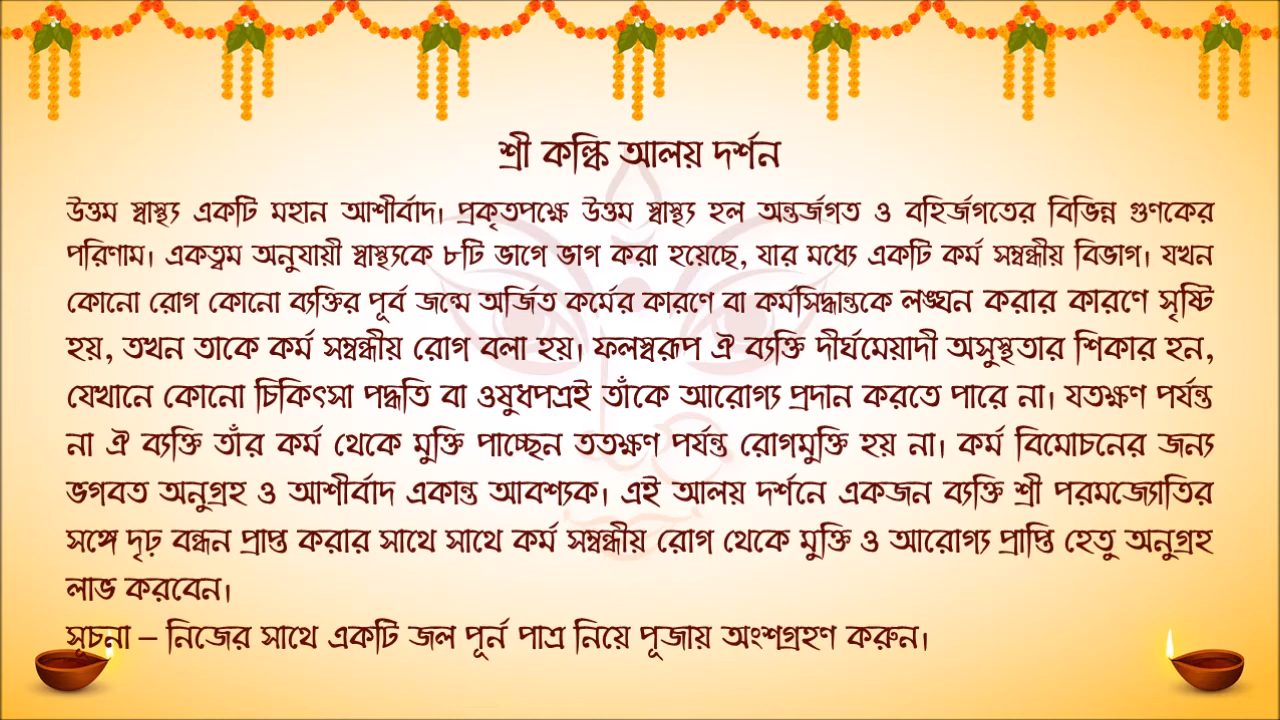 শ্রী কল্কি আলয় দর্শন
উত্তম স্বাস্থ্য একটি মহান আশীর্বাদ। প্রকৃতপক্ষে উত্তম স্বাস্থ্য হল অন্তর্জগত ও বহির্জগতের বিভিন্ন গুণকের
পরিণাম। একত্বম অনুযায়ী স্বাস্থ্যকে ৮টি ভাগে ভাগ করা হয়েছে, যার মধ্যে একটি কর্ম সম্বন্ধীয় বিভাগ। যখন
কোনো রোগ কোনো ব্যক্তির পূর্ব জন্মে অর্জিত কর্মের কারণে বা কর্মসিদ্ধান্তকে লঙ্ঘন করার কারণে সৃষ্টি
হয়, তখন তাকে কর্ম সম্বন্ধীয় রোগ বলা হয়। ফলস্বরূপ ঐ ব্যক্তি দীর্ঘমেয়াদী অসুস্থতার শিকার হন,
যেখানে কোনো চিকিৎসা পদ্ধতি বা ওষুধপত্রই তাঁকে আরোগ্য প্রদান করতে পারে না। যতক্ষণ পর্যন্ত
না ঐ ব্যক্তি তাঁর কর্ম থেকে মুক্তি পাচ্ছেন ততক্ষণ পর্যন্ত রোগমুক্তি হয় না। কর্ম বিমোচনের জন্য
ভগবত অনুগ্রহ ও আশীর্বাদ একান্ত আবশ্যক। এই আলয় দর্শনে একজন ব্যক্তি শ্রী পরমজ্যোতির
সঙ্গে দৃঢ় বন্ধন প্রাপ্ত করার সাথে সাথে কর্ম সম্বন্ধীয় রোগ থেকে মুক্তি ও আরোগ্য প্রাপ্তি হেতু অনুগ্রহ
লাভ করবেন।
সূচনা – নিজের সাথে একটি জল পূর্ন পাত্র নিয়ে পূজায় অংশগ্রহণ করুন।